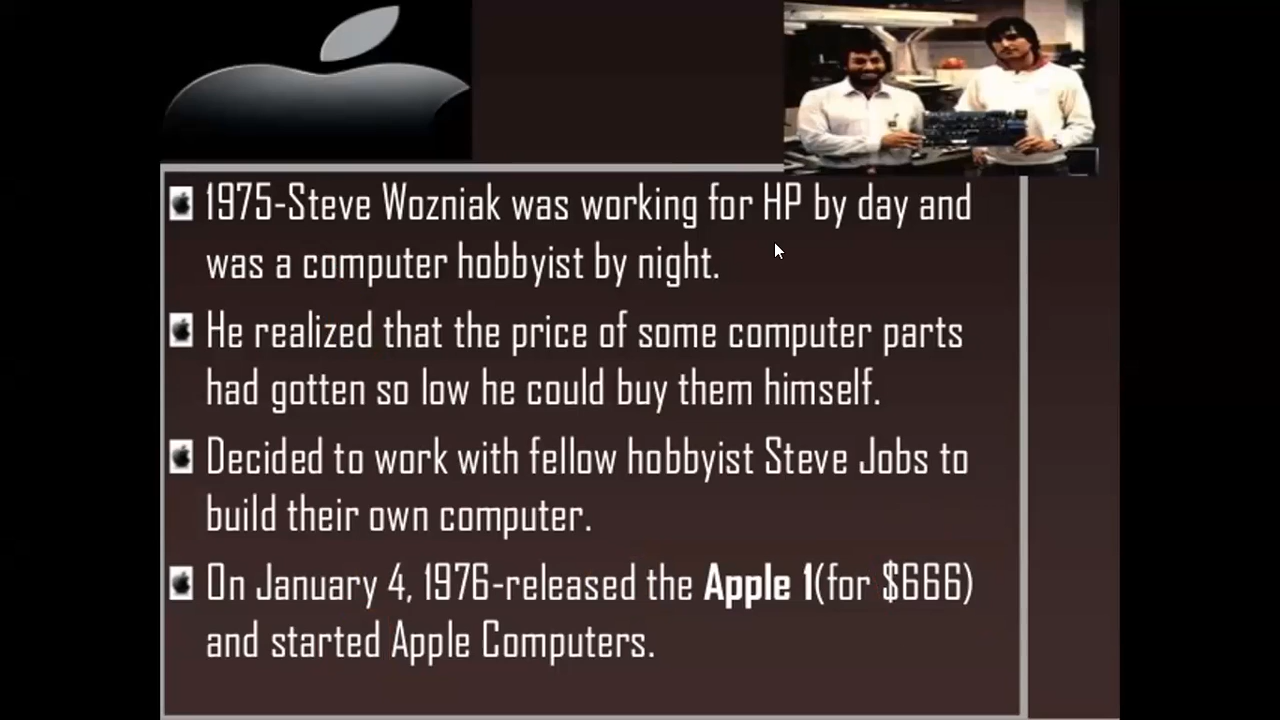 1975-Steve Wozniak was working for HP by day and
was a computer hobbyist by night.
He realized that the price of some computer parts
had gotten so low he could buy them himself.
Decided to work with fellow hobbyist Steve Jobs to
build their own computer.
On January 4, 1976-released the Apple 1(for $666)
and started Apple Computers.